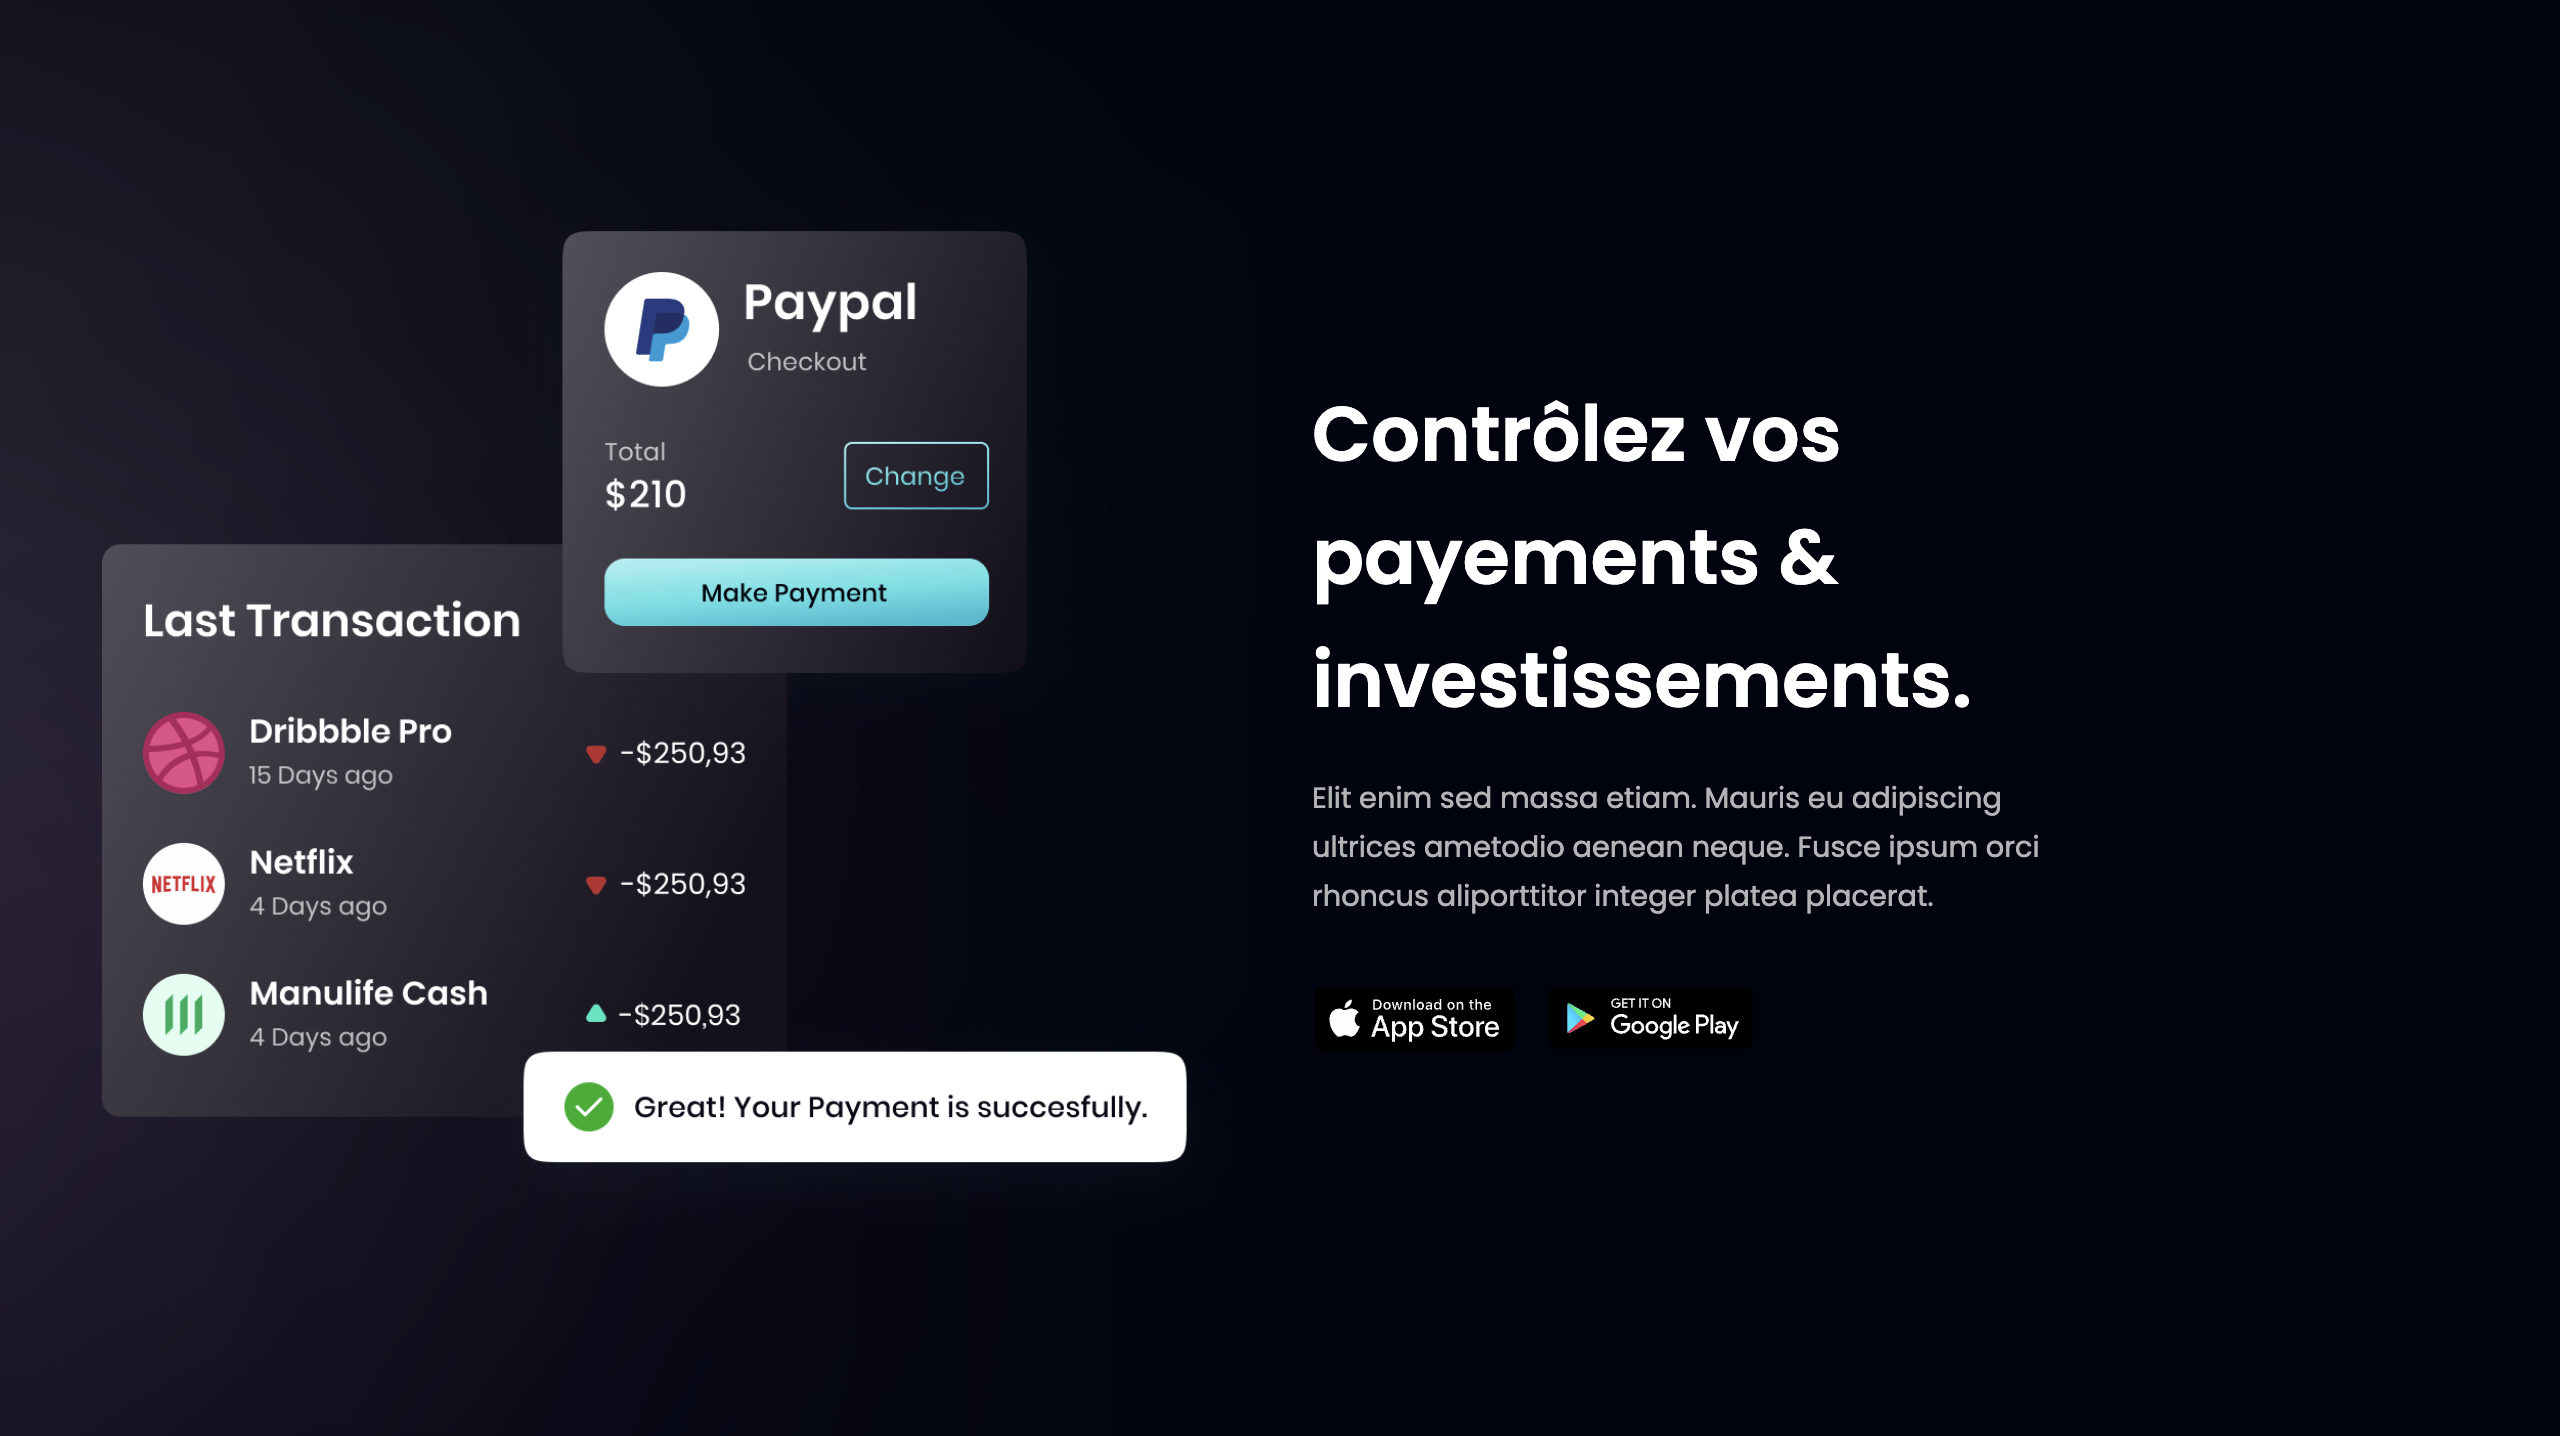 Paypal
Checkout
Total
$210
Change
Make Payment
Last Transaction
Dribbble Pro
15 Days ago
-$250,93
NETFLIX
Netflix
4 Days ago
-$250,93
Manulife Cash
4 Days ago
-$250,93
Great! Your Payment is succesfully.
Contrôlez vos
payements &
investissements.
Elit enim sed massa etiam. Mauris eu adipiscing
ultrices ametodio aenean neque. Fusce ipsum orci
rhoncus aliporttitor integer platea placerat.
Download on the
App Store
GET IT ON
Google Play